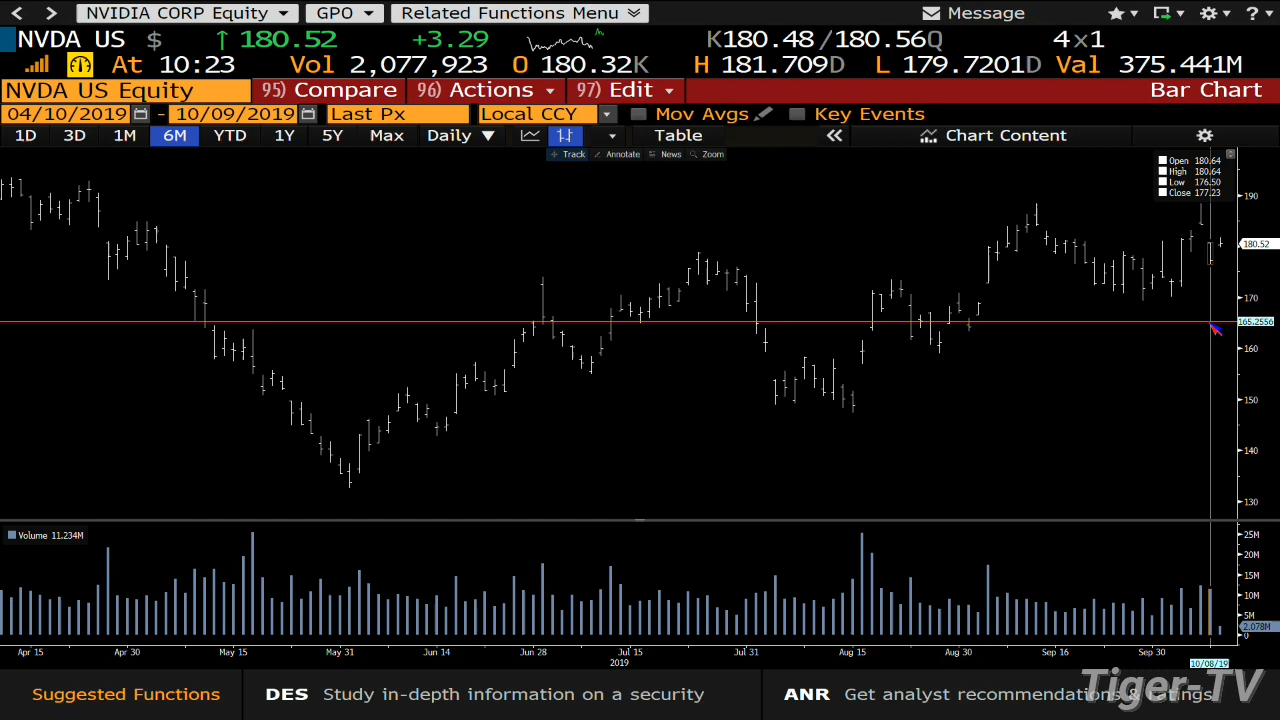 NVIDIA CORP Equity GPO Related Functions Menu Message ?
NVDA US $ ↑ 180.52 +3.29 K180.48/180.56Q 4×1
At 10:23 Vol 2,077,923 O 180.32K H 181.709D L 179.7201D Val 375.441M
NVDA US Equity 95) Compare 96) Actions 97) Edit Bar Chart
04/10/2019 - 10/09/2019 Last Px Local CCY Mov Avgs Key Events
1D 3D 1M 6M YTD 1Y 5Y Max Daily ▼ Table « Chart Content
Track Annotate News Zoom
Open 180.64
High 180.64
Low 176.50
Close 177.23
190
180.52
170
165.2556
160
150
140
130
Volume 11.234M
25M
20M
15M
10M
5M
2.078M
0
Apr 15 Apr 30 May 15 May 31 Jun 14 Jun 28 Jul 15 Jul 31 Aug 15 Aug 30 Sep 16 Sep 30
2019 10/08/19
Suggested Functions DES Study in-depth information on a security ANR Get analyst recommendations & ratings
Tiger-TV